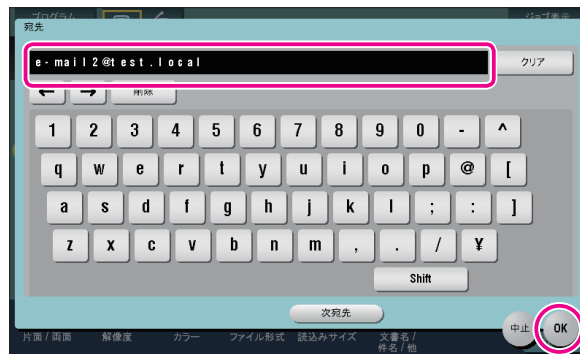 プログラム
ジョブ表示
宛先
e-mail2@test.local
クリア
← → 削除
1 2 3 4 5 6 7 8 9 0 - ^
q w e r t y u i o p @ [
a s d f g h j k l ; : ]
z x c v b n m , . / ¥
Shift
次宛先
中止 OK
片面/両面 解像度 カラー ファイル形式 読込みサイズ 文書名/
件名/他